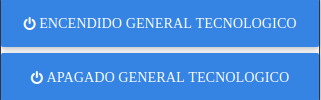 ENCENDIDO GENERAL TECNOLOGICO
APAGADO GENERAL TECNOLOGICO